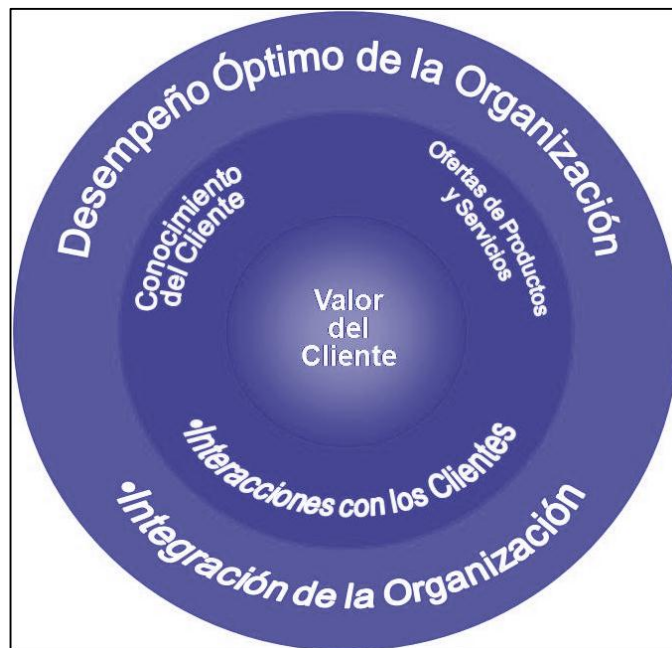 Desempeño Óptimo de la Organización
Conocimiento
del Cliente
Ofertas de Productos
y Servicios
Valor
del
Cliente
•Interacciones con los Clientes
•Integración de la Organización